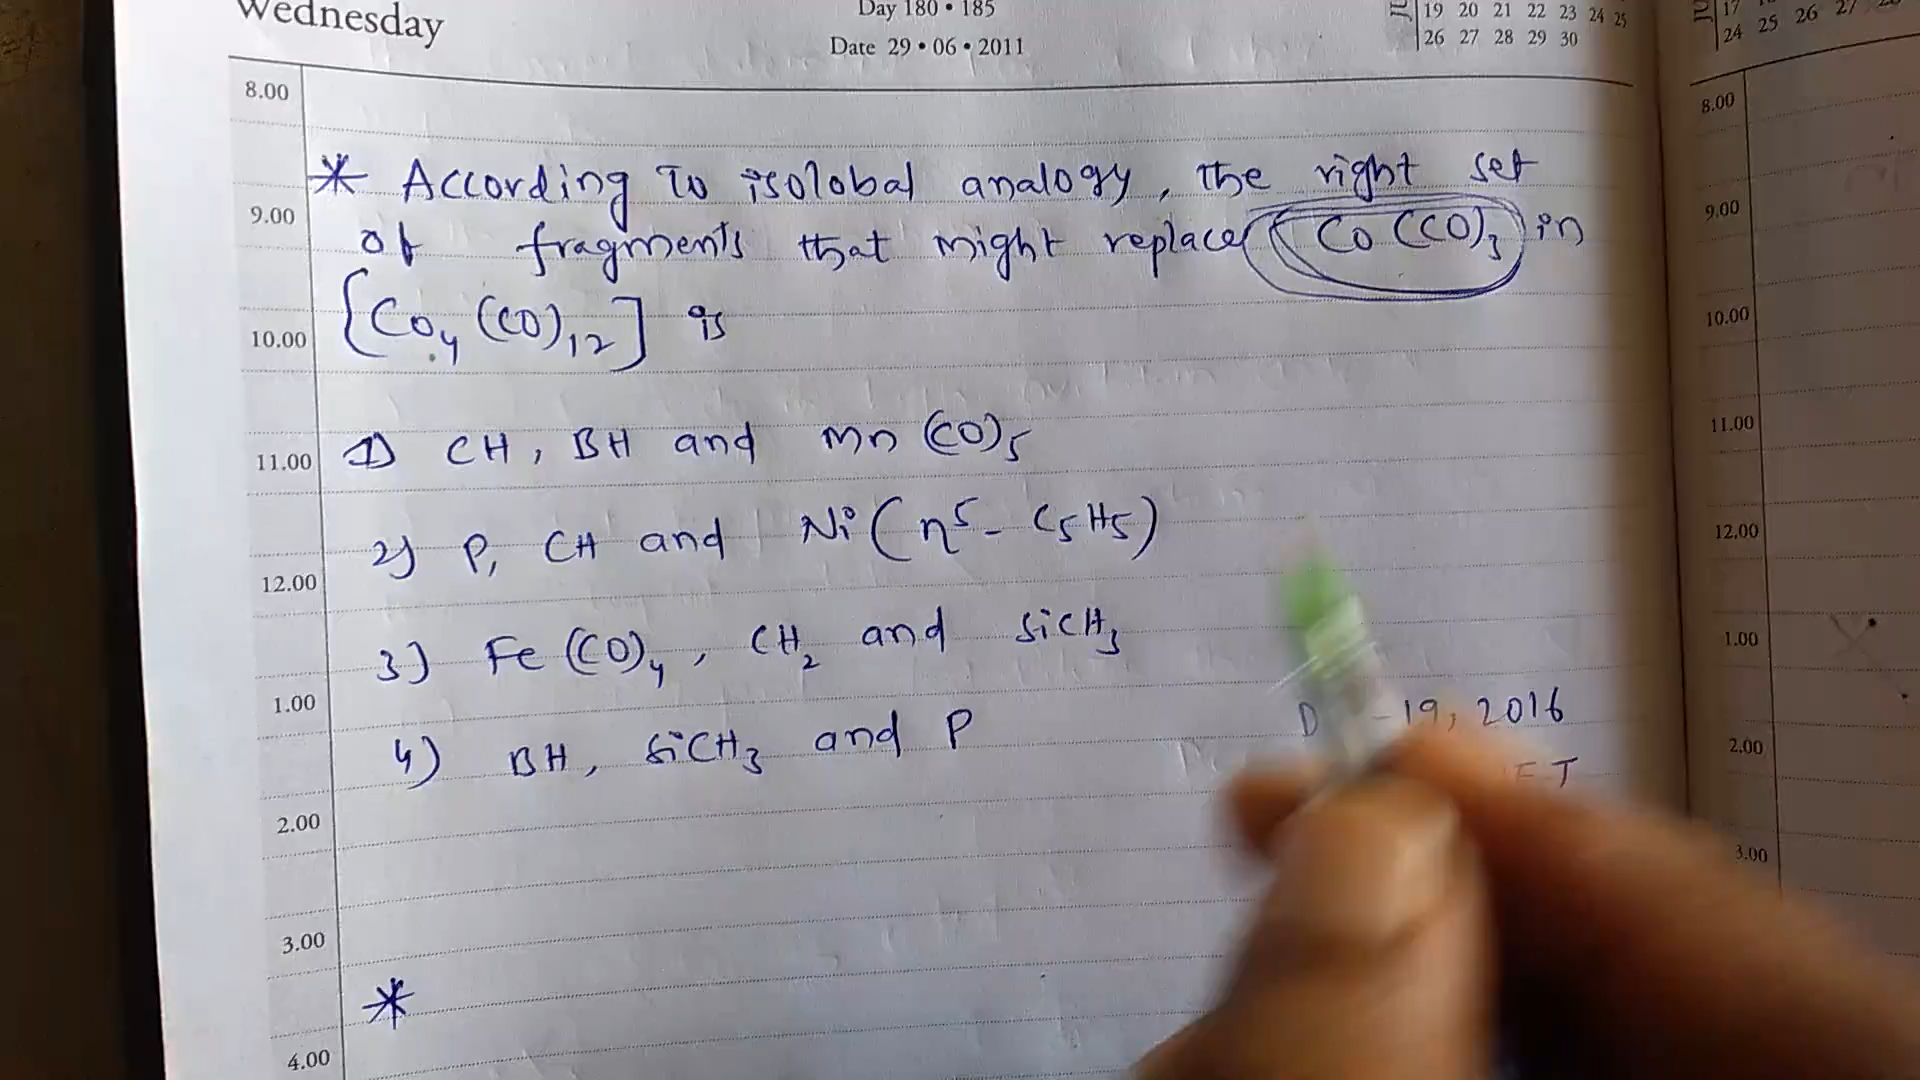 Wednesday
Day 180 • 185
Date 29 • 06 • 2011
19 20 21 22 23 24 25
26 27 28 29 30
17
24 25 26 27
8.00
* According to isolobal analogy, the right set
9.00
of fragments that might replace Co(CO)3 in
[Co4(CO)12] is
10.00
11.00
1) CH, BH and Mn(CO)5
2) P, CH and Ni(η5-C5H5)
12.00
3) Fe(CO)4, CH2 and SiCH3
1.00
4) BH, SiCH3 and P
-19, 2016
2.00
3.00
*
4.00
8.00
9.00
10.00
11.00
12.00
1.00
2.00
3.00